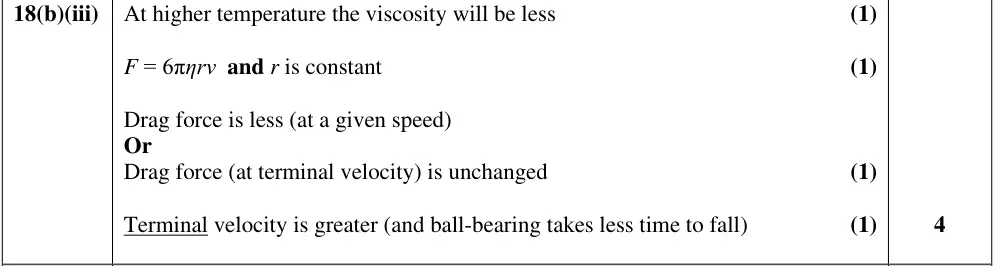 18(b)(iii) At higher temperature the viscosity will be less (1)
F = 6πηrv and r is constant (1)
Drag force is less (at a given speed)
Or
Drag force (at terminal velocity) is unchanged (1)
Terminal velocity is greater (and ball-bearing takes less time to fall) (1) 4